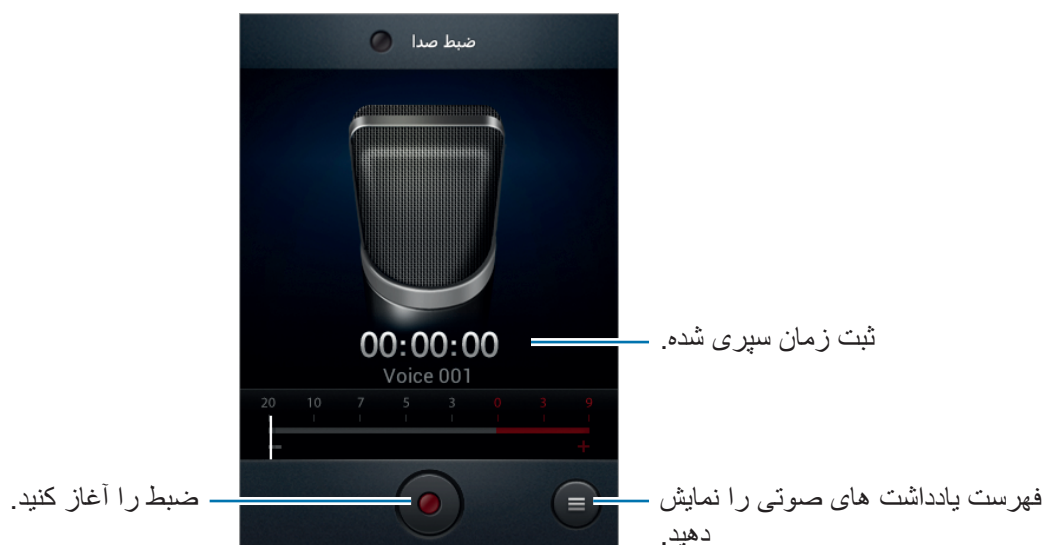 ضبط صدا
00:00:00
ثبت زمان سپری شده.
Voice 001
20 10 7 5 3 0 3 9
- +
ضبط را آغاز کنید.
فهرست یادداشت های صوتی را نمایش
دهید.